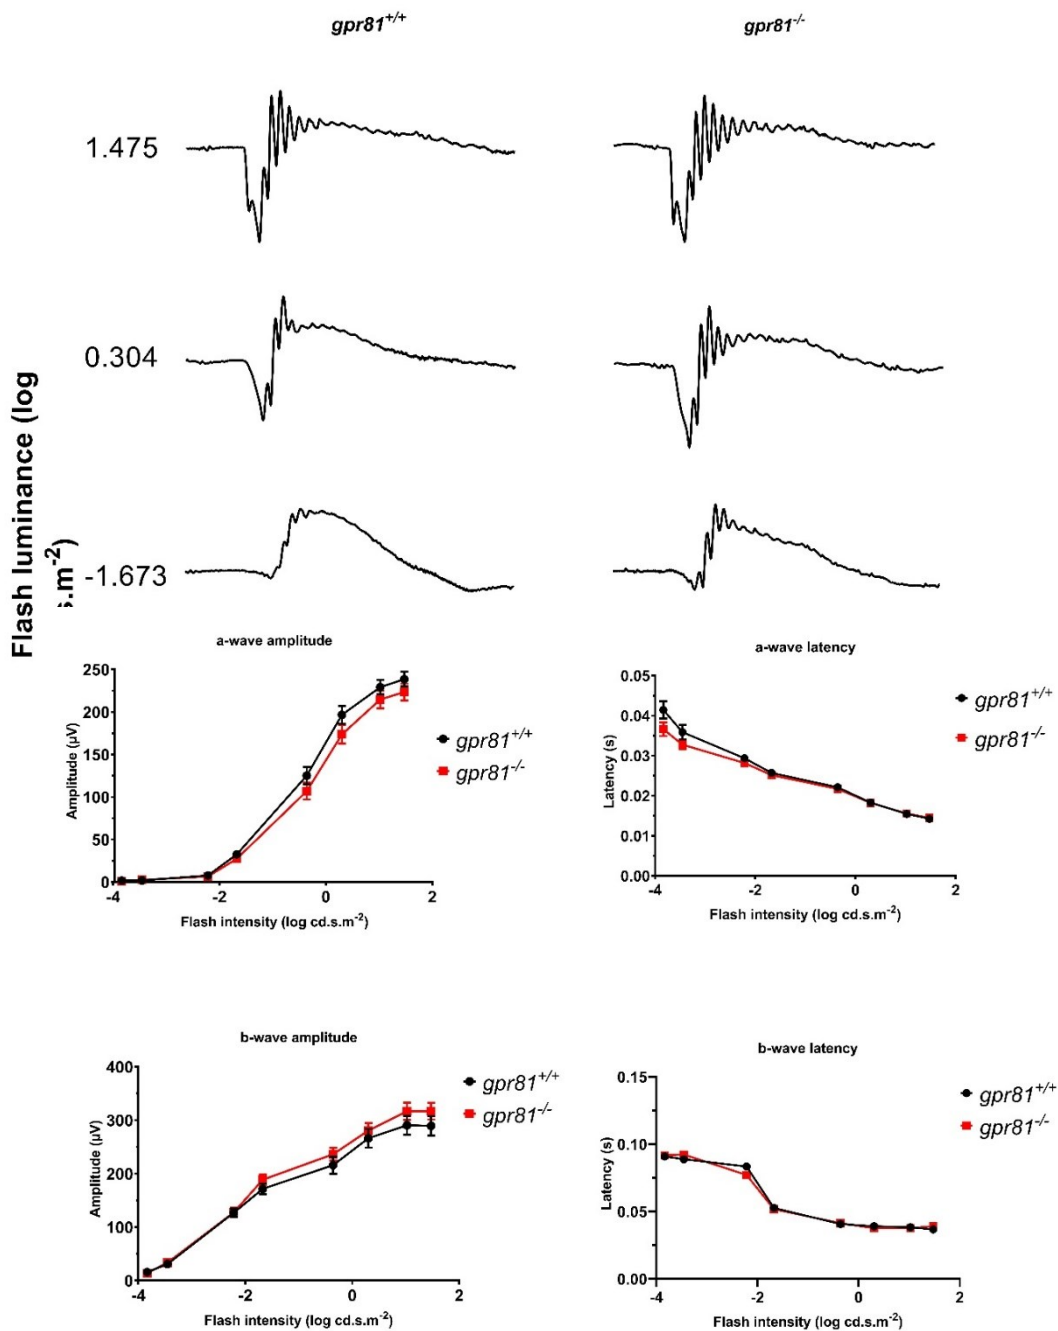 gpr81+/+
gpr81-/-
1.475
0.304
-1.673
Flash luminance (log
s.m-2)
a-wave amplitude
250
200
150
100
50
0
-4
-2
0
2
Amplitude (µV)
Flash intensity (log cd.s.m-2)
gpr81+/+
gpr81-/-
a-wave latency
0.05
0.04
0.03
0.02
0.01
0.00
-4
-2
0
2
Latency (s)
Flash intensity (log cd.s.m-2)
gpr81+/+
gpr81-/-
b-wave amplitude
400
300
200
100
0
-4
-2
0
2
Amplitude (µV)
Flash intensity (log cd.s.m-2)
gpr81+/+
gpr81-/-
b-wave latency
0.15
0.10
0.05
0.00
-4
-2
0
2
Latency (s)
Flash intensity (log cd.s.m-2)
gpr81+/+
gpr81-/-